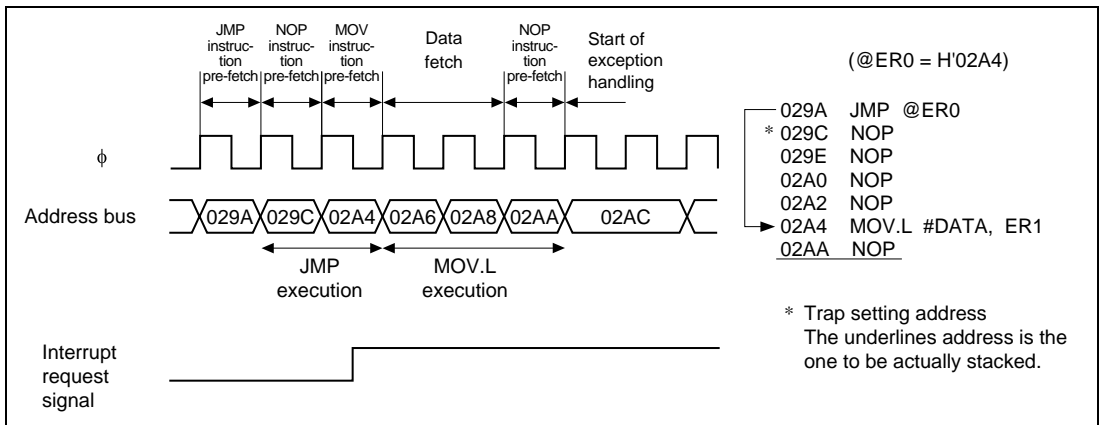 JMP
instruc-
tion
pre-fetch
NOP
instruc-
tion
pre-fetch
MOV
instruc-
tion
pre-fetch
Data
fetch
NOP
instruc-
tion
pre-fetch
Start of
exception
handling
ϕ
Address bus
029A 029C 02A4 02A6 02A8 02AA 02AC
JMP
execution
MOV.L
execution
Interrupt
request
signal
(@ER0 = H'02A4)
029A JMP @ER0
* 029C NOP
029E NOP
02A0 NOP
02A2 NOP
02A4 MOV.L #DATA, ER1
02AA NOP
* Trap setting address
The underlines address is the
one to be actually stacked.